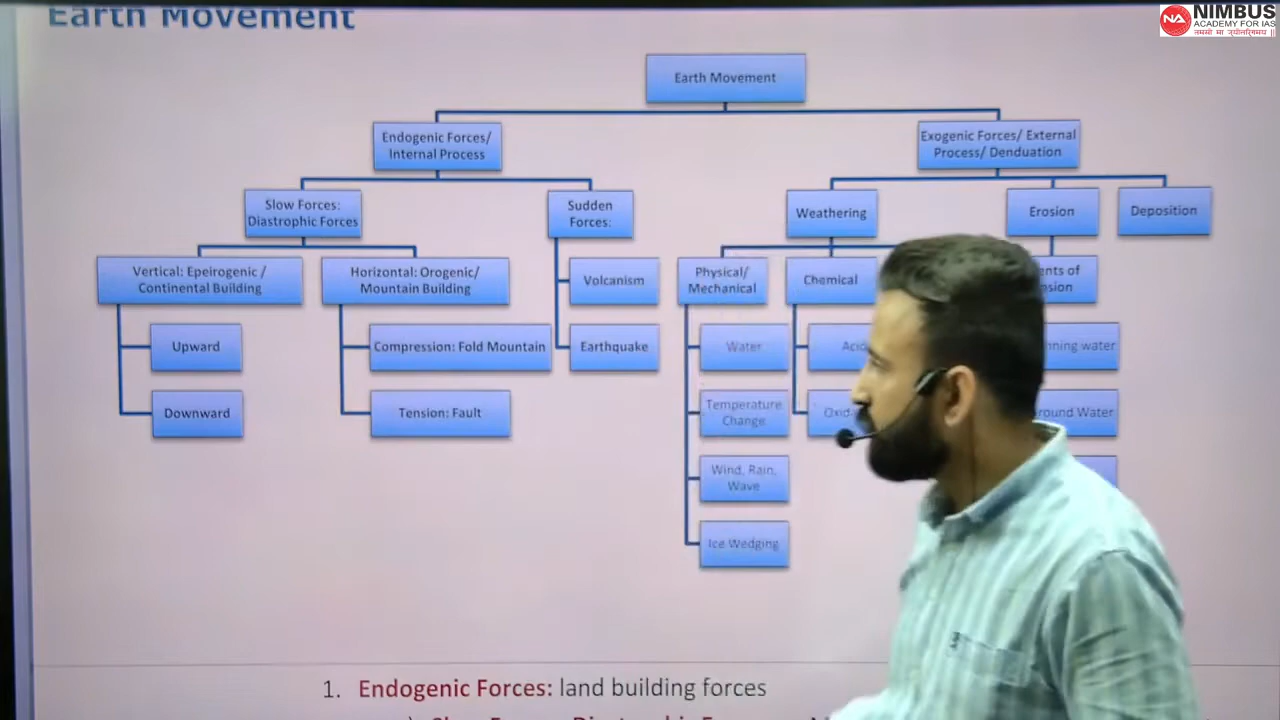 Earth Movement
NIMBUS
ACADEMY FOR IAS
Earth Movement
Endogenic Forces/
Internal Process
Exogenic Forces/ External
Process/ Denduation
Slow Forces:
Diastrophic Forces
Sudden
Forces:
Weathering
Erosion
Deposition
Vertical: Epeirogenic /
Continental Building
Horizontal: Orogenic/
Mountain Building
Volcanism
Physical/
Mechanical
Chemical
of
Upward
Compression: Fold Mountain
Earthquake
Water
water
Downward
Tension: Fault
Temperature
Change
Water
Wind, Rain,
Wave
Ice Wedging
1. Endogenic Forces: land building forces